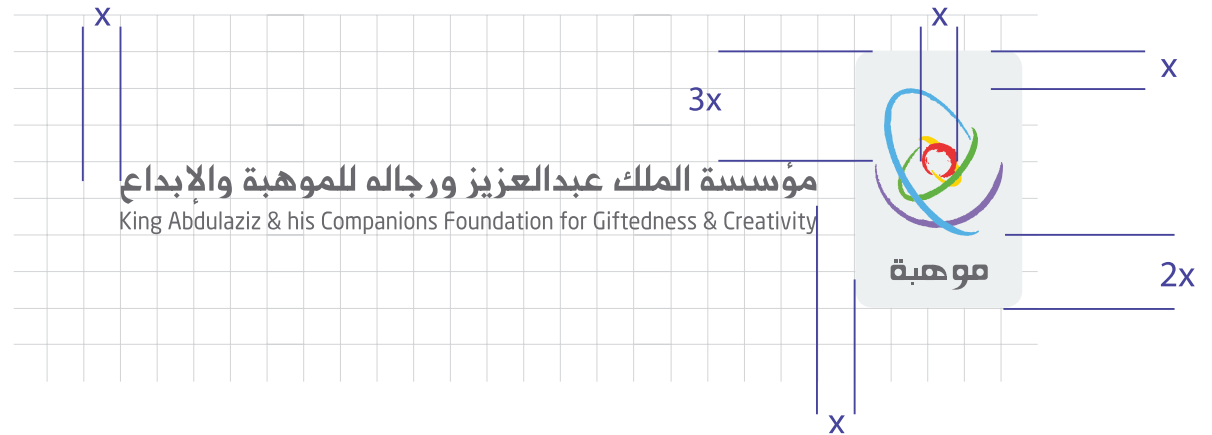 x
x
x
3x
مؤسسة الملك عبدالعزيز ورجاله للموهبة والإبداع
King Abdulaziz & his Companions Foundation for Giftedness & Creativity
موهبة
2x
x